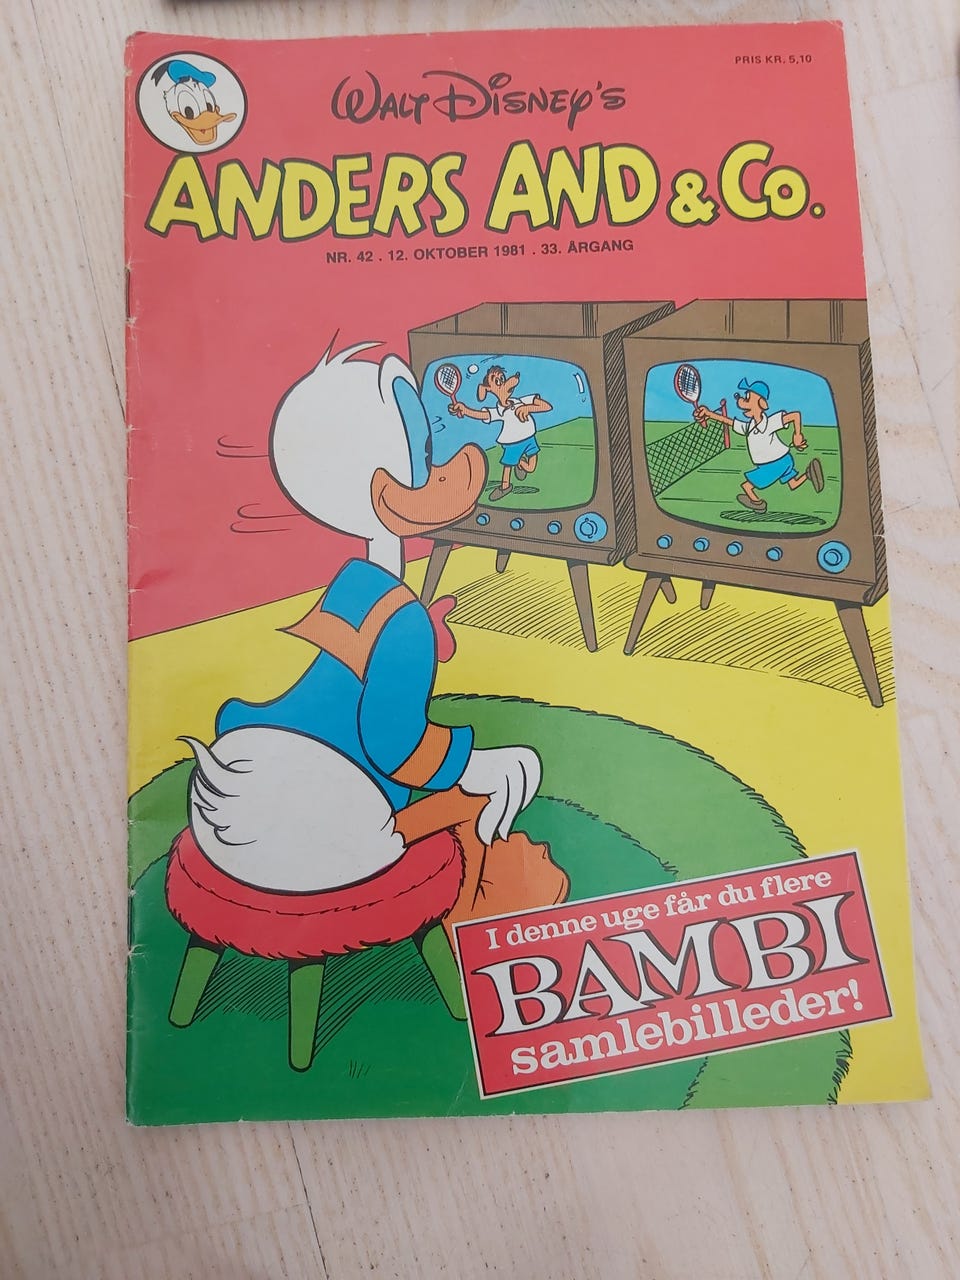 PRIS KR. 5,10
WALT DISNEY'S
ANDERS AND & Co.
NR. 42 . 12. OKTOBER 1981 . 33. ÅRGANG
I denne uge får du flere
BAMBI
samlebilleder!